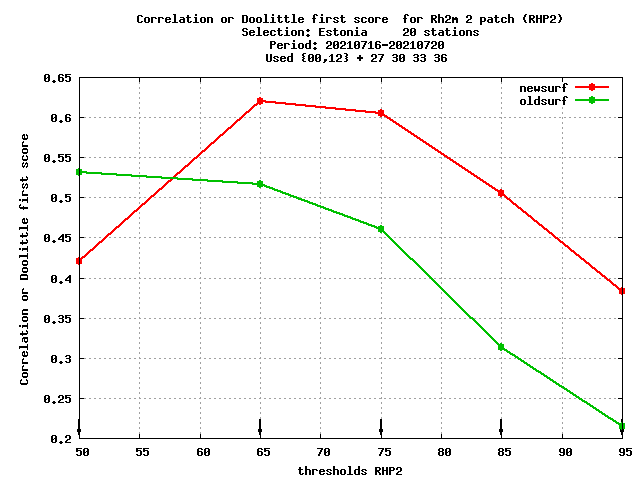 Correlation or Doolittle first score  for Rh2m 2 patch (RHP2)
Selection: Estonia     20 stations
Period: 20210716-20210720
Used {00,12} + 27 30 33 36
newsurf
oldsurf
Correlation or Doolittle first score
0.65
0.6
0.55
0.5
0.45
0.4
0.35
0.3
0.25
0.2
50 55 60 65 70 75 80 85 90 95
thresholds RHP2